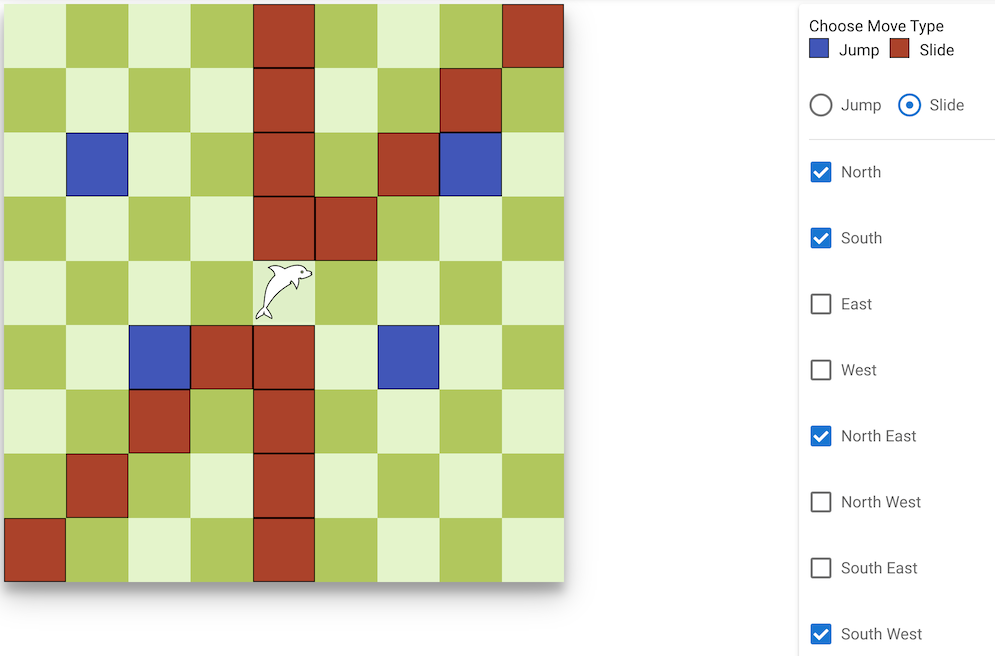 Choose Move Type
Jump Slide
Jump Slide
North
South
East
West
North East
North West
South East
South West